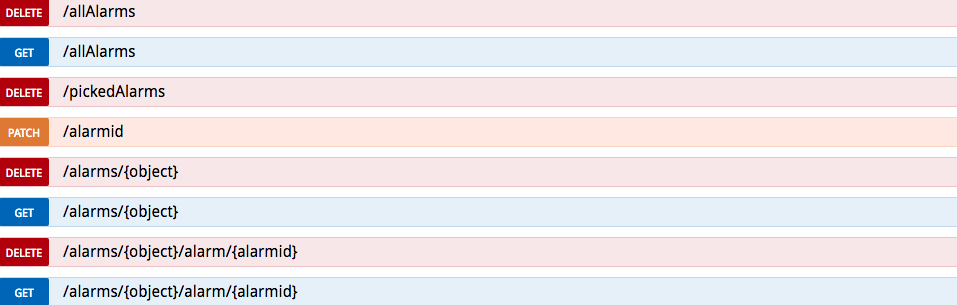 DELETE /allAlarms
GET /allAlarms
DELETE /pickedAlarms
PATCH /alarmid
DELETE /alarms/{object}
GET /alarms/{object}
DELETE /alarms/{object}/alarm/{alarmid}
GET /alarms/{object}/alarm/{alarmid}